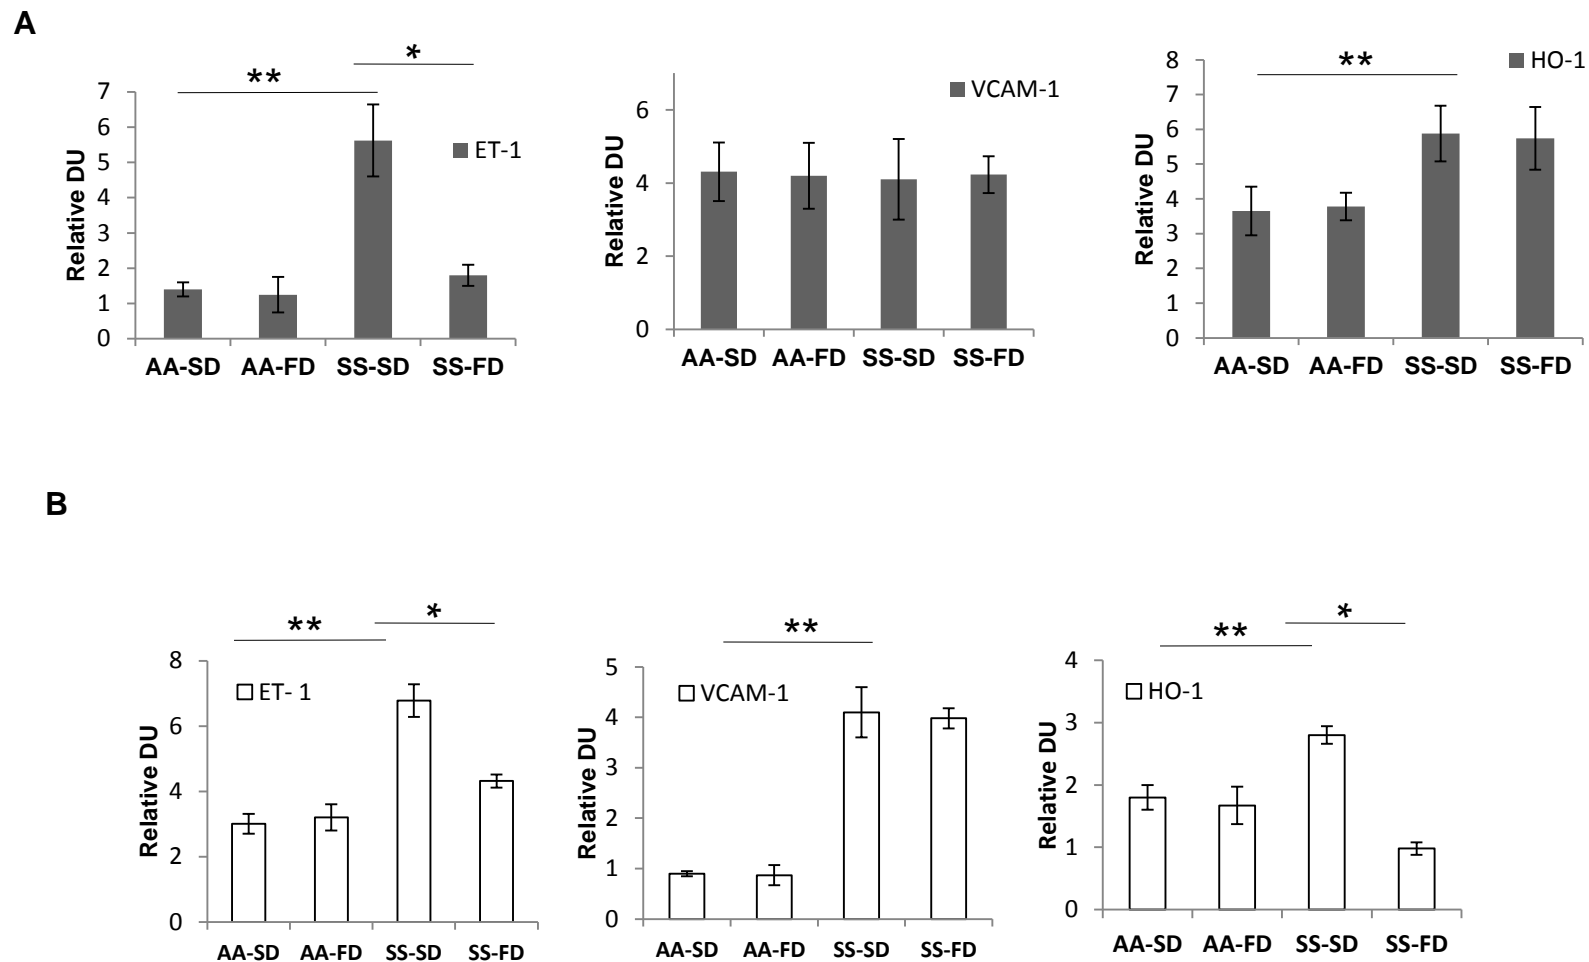 A
** *
7
6
5
4
3
2
1
0
Relative DU
ET-1
AA-SD AA-FD SS-SD SS-FD
6
4
2
0
Relative DU
VCAM-1
AA-SD AA-FD SS-SD SS-FD
**
8
7
6
5
4
3
2
1
0
Relative DU
HO-1
AA-SD AA-FD SS-SD SS-FD
B
** *
8
6
4
2
0
Relative DU
ET- 1
AA-SD AA-FD SS-SD SS-FD
**
5
4
3
2
1
0
Relative DU
VCAM-1
AA-SD AA-FD SS-SD SS-FD
** *
4
3
2
1
0
Relative DU
HO-1
AA-SD AA-FD SS-SD SS-FD